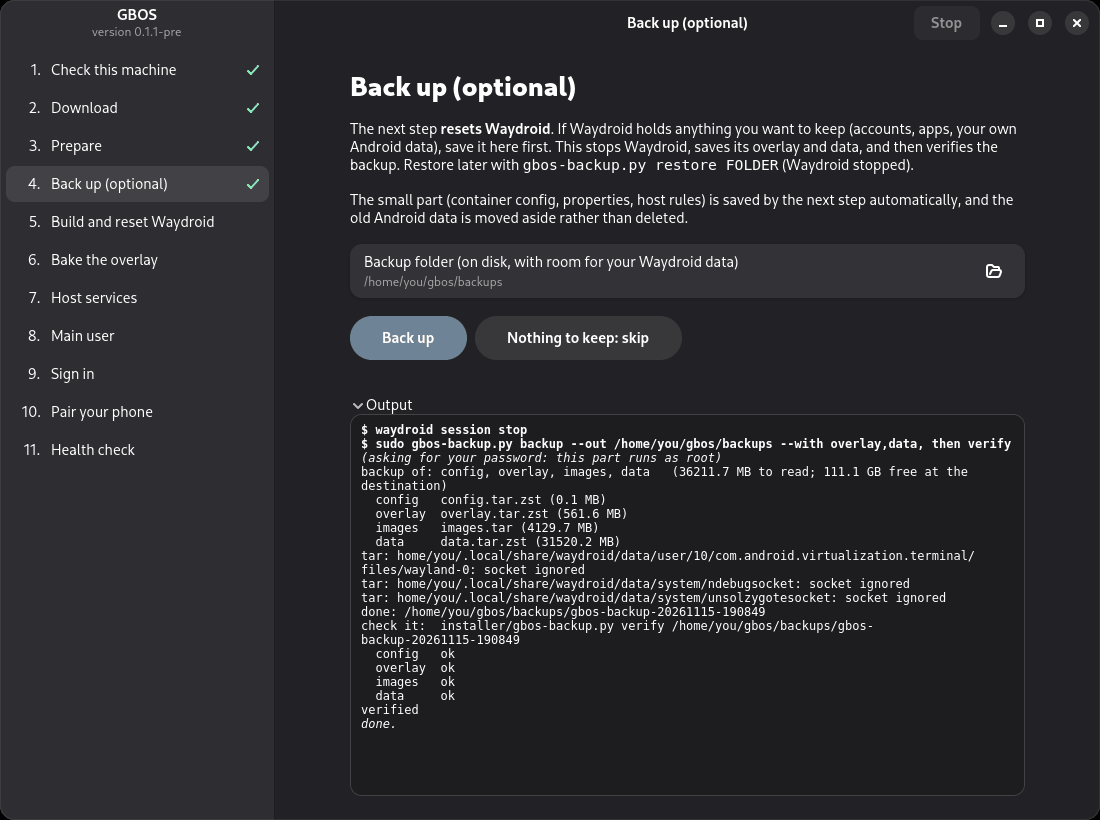 GBOS
version 0.1.1-pre
1. Check this machine
2. Download
3. Prepare
4. Back up (optional)
5. Build and reset Waydroid
6. Bake the overlay
7. Host services
8. Main user
9. Sign in
10. Pair your phone
11. Health check
Back up (optional)
Stop
Back up (optional)
The next step resets Waydroid. If Waydroid holds anything you want to keep (accounts, apps, your own
Android data), save it here first. This stops Waydroid, saves its overlay and data, and then verifies the
backup. Restore later with gbos-backup.py restore FOLDER (Waydroid stopped).
The small part (container config, properties, host rules) is saved by the next step automatically, and the
old Android data is moved aside rather than deleted.
Backup folder (on disk, with room for your Waydroid data)
/home/you/gbos/backups
Back up
Nothing to keep: skip
Output
$ waydroid session stop
$ sudo gbos-backup.py backup --out /home/you/gbos/backups --with overlay,data, then verify
(asking for your password: this part runs as root)
backup of: config, overlay, images, data   (36211.7 MB to read; 111.1 GB free at the
destination)
  config   config.tar.zst (0.1 MB)
  overlay  overlay.tar.zst (561.6 MB)
  images   images.tar (4129.7 MB)
  data     data.tar.zst (31520.2 MB)
tar: home/you/.local/share/waydroid/data/user/10/com.android.virtualization.terminal/
files/wayland-0: socket ignored
tar: home/you/.local/share/waydroid/data/system/ndebugsocket: socket ignored
tar: home/you/.local/share/waydroid/data/system/unsolzygotesocket: socket ignored
done: /home/you/gbos/backups/gbos-backup-20261115-190849
check it:  installer/gbos-backup.py verify /home/you/gbos/backups/gbos-
backup-20261115-190849
  config   ok
  overlay  ok
  images   ok
  data     ok
verified
done.